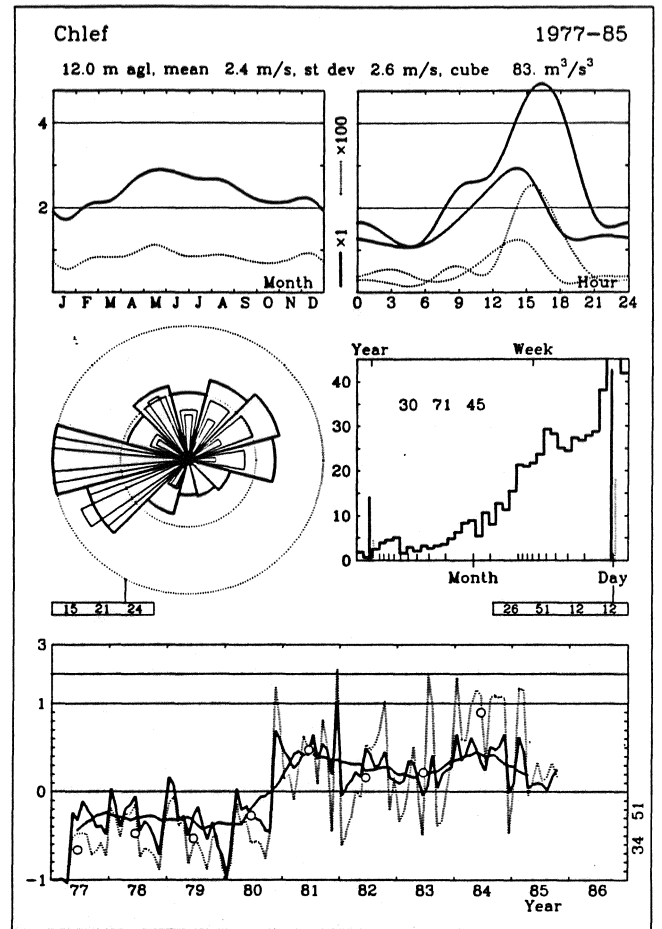 Chlef 1977-85
12.0 m agl, mean 2.4 m/s, st dev 2.6 m/s, cube 83. m³/s³
4
2
Month
J F M A M J J A S O N D
×1 ×100
Hour
0 3 6 9 12 15 18 21 24
Year Week
40
30
20
10
0
30 71 45
Month Day
15 21 24
26 51 12 12
3
1
0
-1
77 78 79 80 81 82 83 84 85 86
Year
34 51